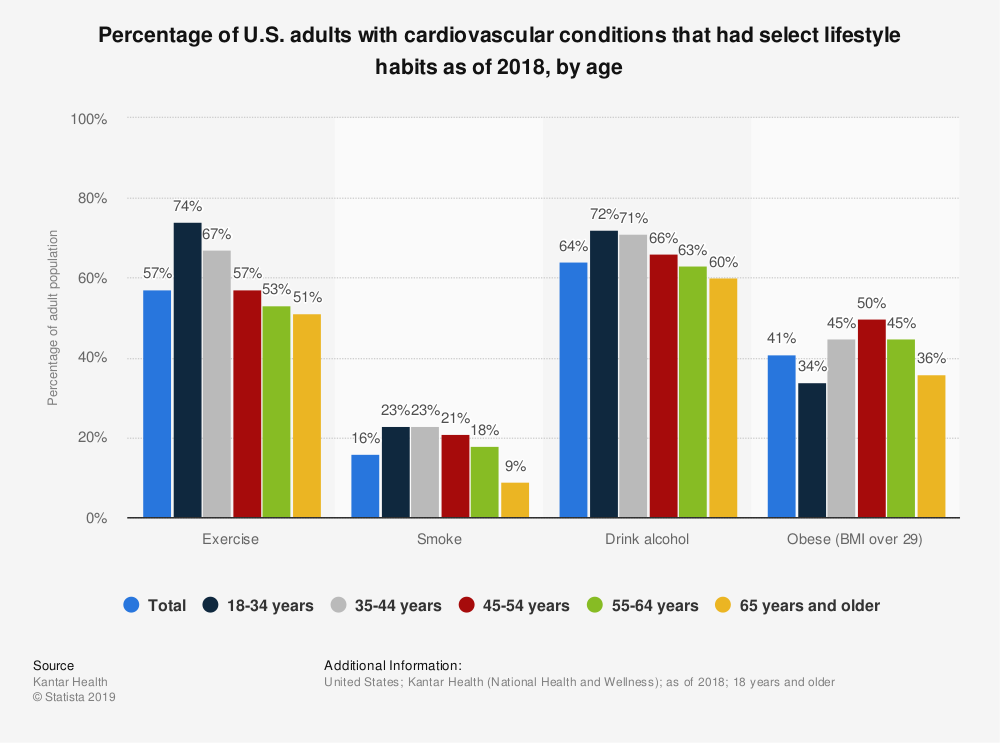 Percentage of U.S. adults with cardiovascular conditions that had select lifestyle
habits as of 2018, by age
Percentage of adult population
100%
80%
60%
40%
20%
0%
57%
74%
67%
57%
53%
51%
16%
23%
23%
21%
18%
9%
64%
72%
71%
66%
63%
60%
41%
34%
45%
50%
45%
36%
Exercise
Smoke
Drink alcohol
Obese (BMI over 29)
Total
18-34 years
35-44 years
45-54 years
55-64 years
65 years and older
Source
Kantar Health
© Statista 2019
Additional Information:
United States; Kantar Health (National Health and Wellness); as of 2018; 18 years and older